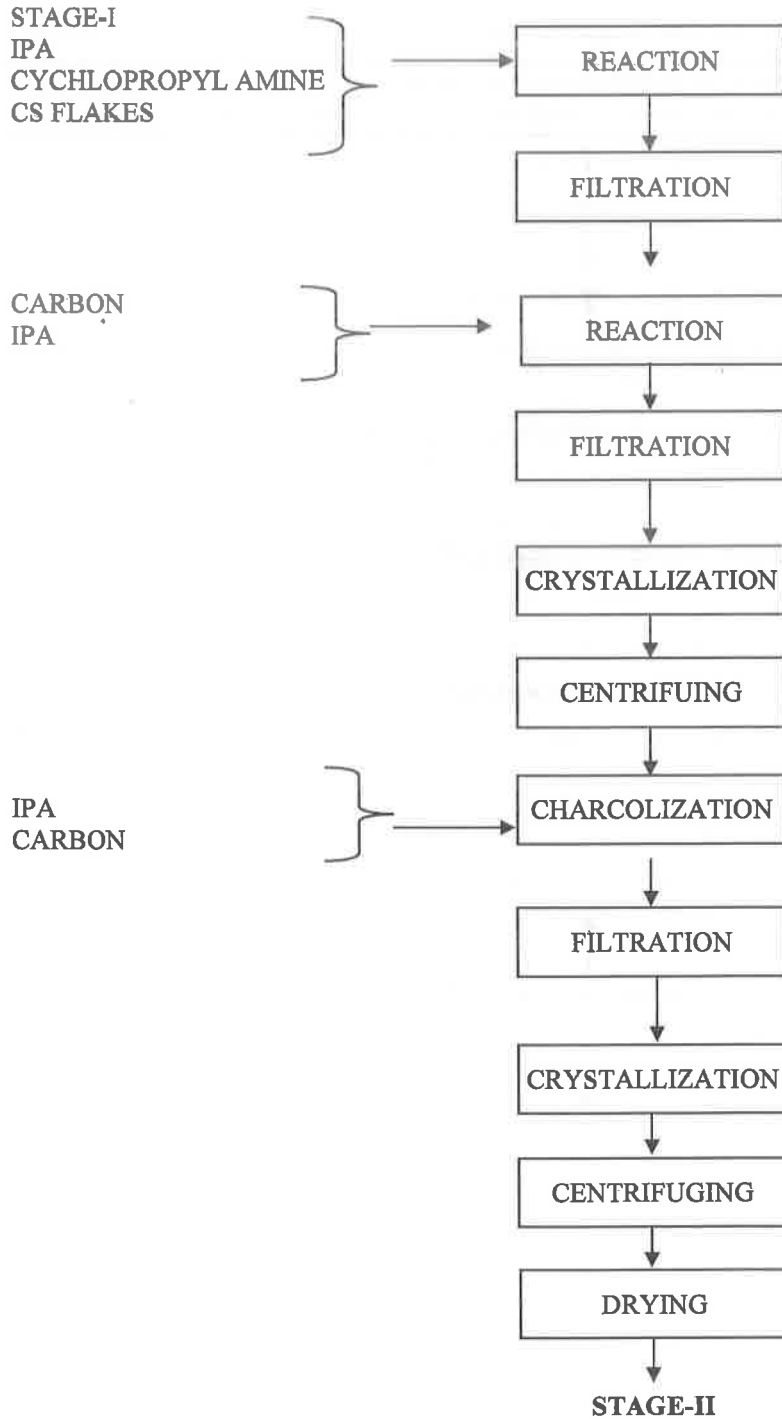 STAGE-I
IPA
CYCHLOPROPYL AMINE
CS FLAKES
REACTION
FILTRATION
CARBON
IPA
REACTION
FILTRATION
CRYSTALLIZATION
CENTRIFUING
IPA
CARBON
CHARCOLIZATION
FILTRATION
CRYSTALLIZATION
CENTRIFUGING
DRYING
STAGE-II